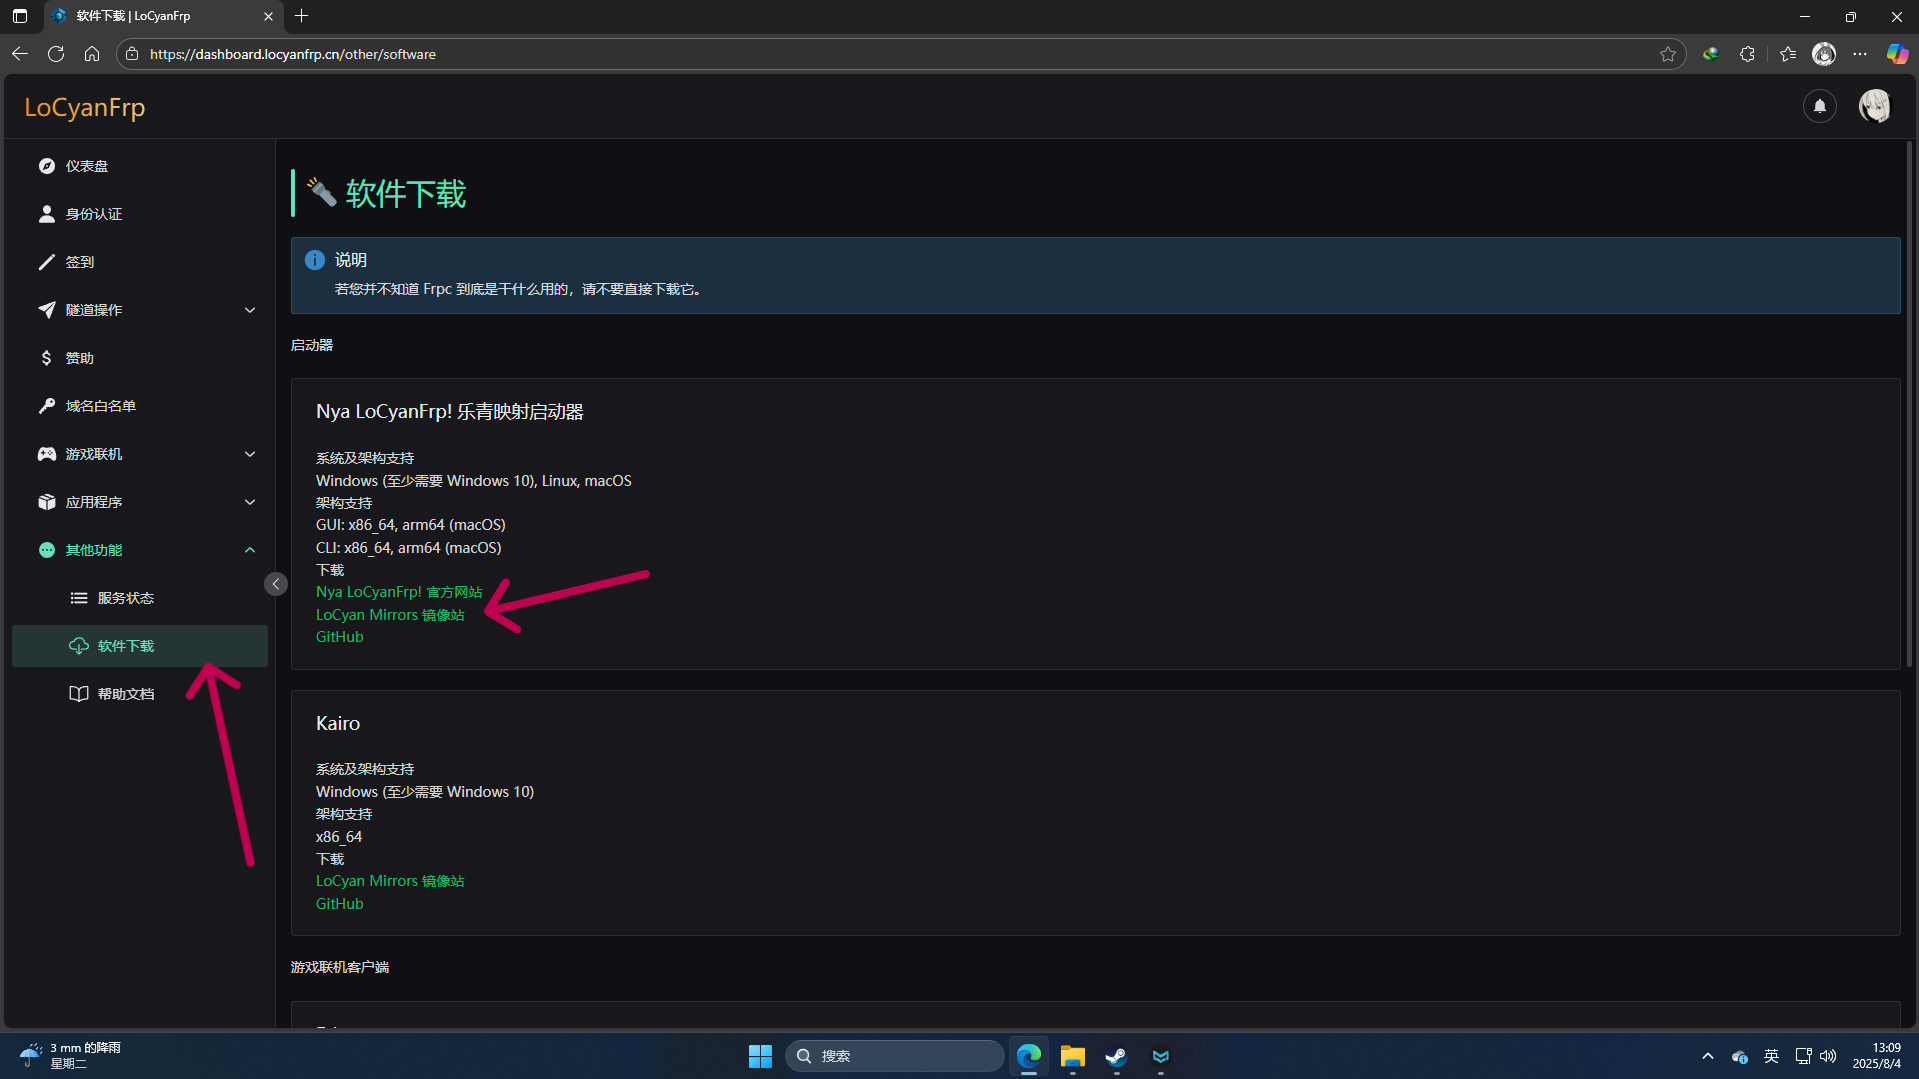 软件下载 | LoCyanFrp
https://dashboard.locyanfrp.cn/other/software
LoCyanFrp
仪表盘
身份认证
签到
隧道操作
赞助
域名白名单
游戏联机
应用程序
其他功能
服务状态
软件下载
帮助文档
软件下载
说明
若您并不知道 Frpc 到底是干什么用的，请不要直接下载它。
启动器
Nya LoCyanFrp! 乐青映射启动器
系统及架构支持
Windows (至少需要 Windows 10), Linux, macOS
架构支持
GUI: x86_64, arm64 (macOS)
CLI: x86_64, arm64 (macOS)
下载
Nya LoCyanFrp! 官方网站
LoCyan Mirrors 镜像站
GitHub
Kairo
系统及架构支持
Windows (至少需要 Windows 10)
架构支持
x86_64
下载
LoCyan Mirrors 镜像站
GitHub
游戏联机客户端
3 mm 的降雨
星期二
搜索
英
13:09
2025/8/4